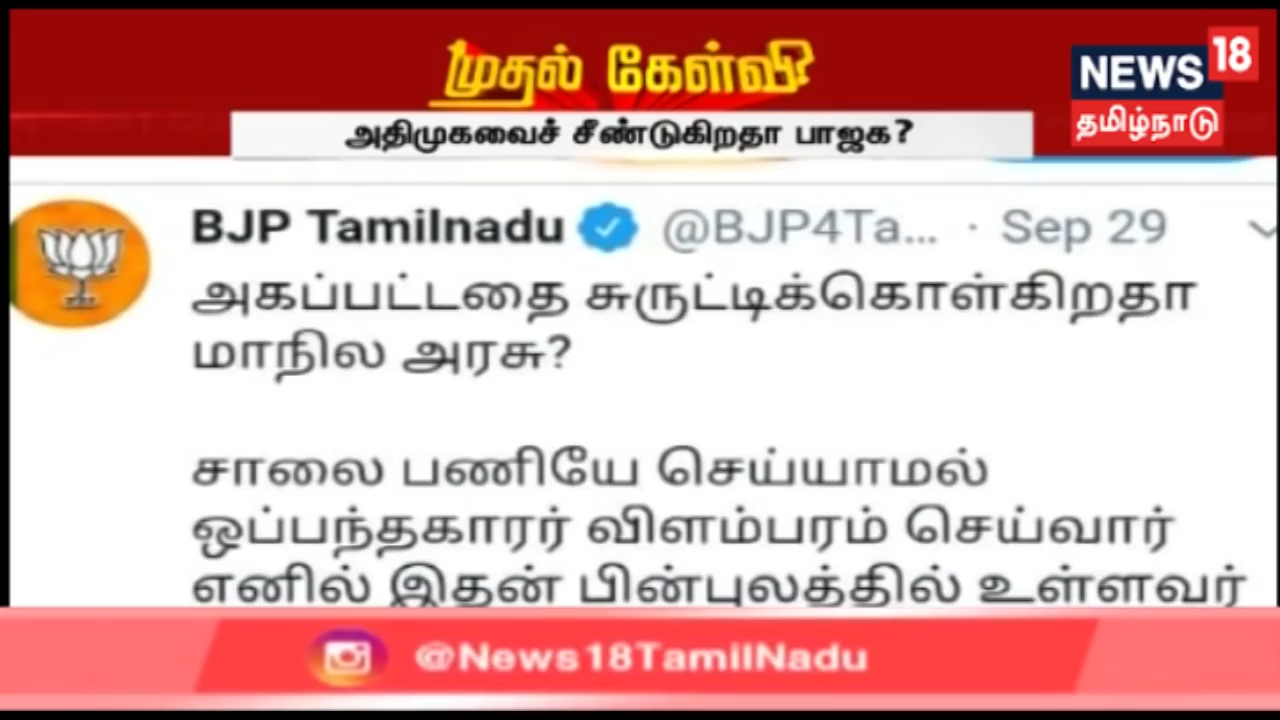 முதல் கேள்வி?
NEWS 18
தமிழ்நாடு
அதிமுகவைச் சீண்டுகிறதா பாஜக?
BJP Tamilnadu @BJP4Ta... · Sep 29
அகப்பட்டதை சுருட்டிக்கொள்கிறதா
மாநில அரசு?
சாலை பணியே செய்யாமல்
ஒப்பந்தகாரர் விளம்பரம் செய்வார்
எனில் இதன் பின்புலத்தில் உள்ளவர்
@News18TamilNadu